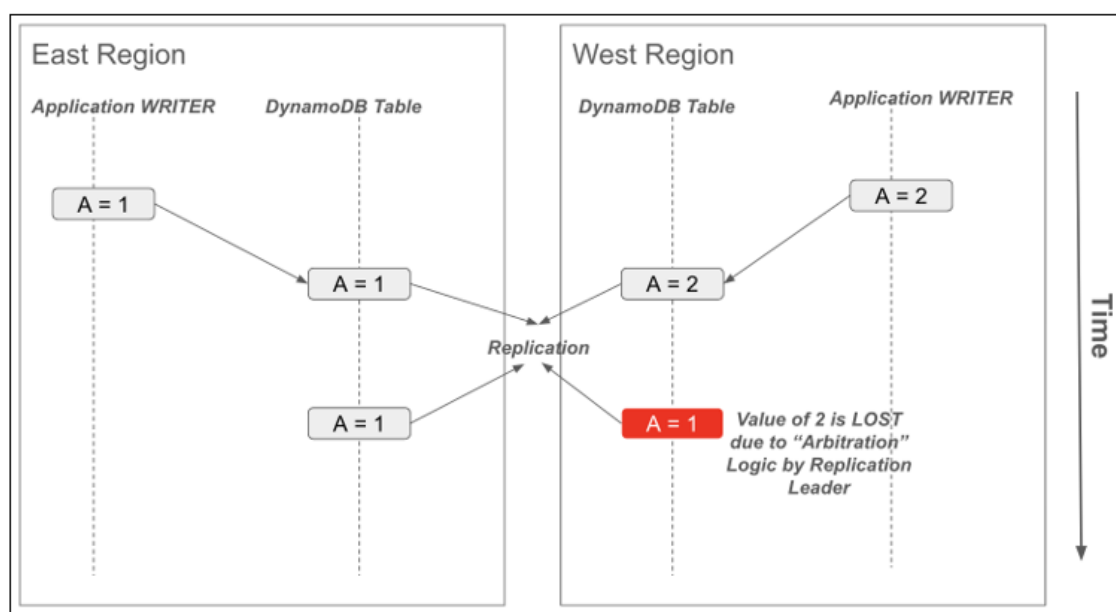 East Region
West Region
Application WRITER
DynamoDB Table
DynamoDB Table
Application WRITER
A = 1
A = 2
A = 1
A = 2
Time
Replication
A = 1
A = 1
Value of 2 is LOST
due to “Arbitration”
Logic by Replication
Leader